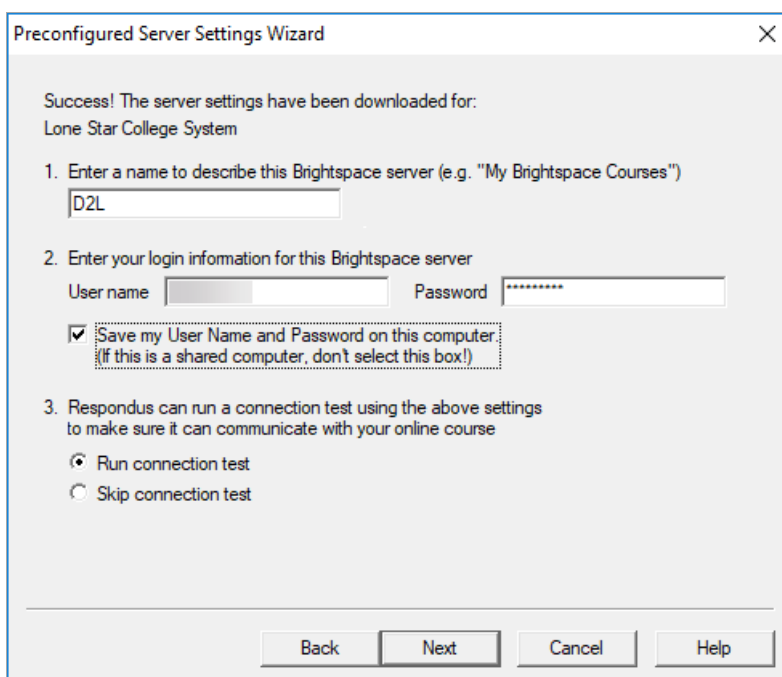 Preconfigured Server Settings Wizard
Success! The server settings have been downloaded for:
Lone Star College System
1. Enter a name to describe this Brightspace server (e.g. "My Brightspace Courses")
D2L
2. Enter your login information for this Brightspace server
User name Password *********
Save my User Name and Password on this computer.
(If this is a shared computer, don't select this box!)
3. Respondus can run a connection test using the above settings
to make sure it can communicate with your online course
Run connection test
Skip connection test
Back Next Cancel Help